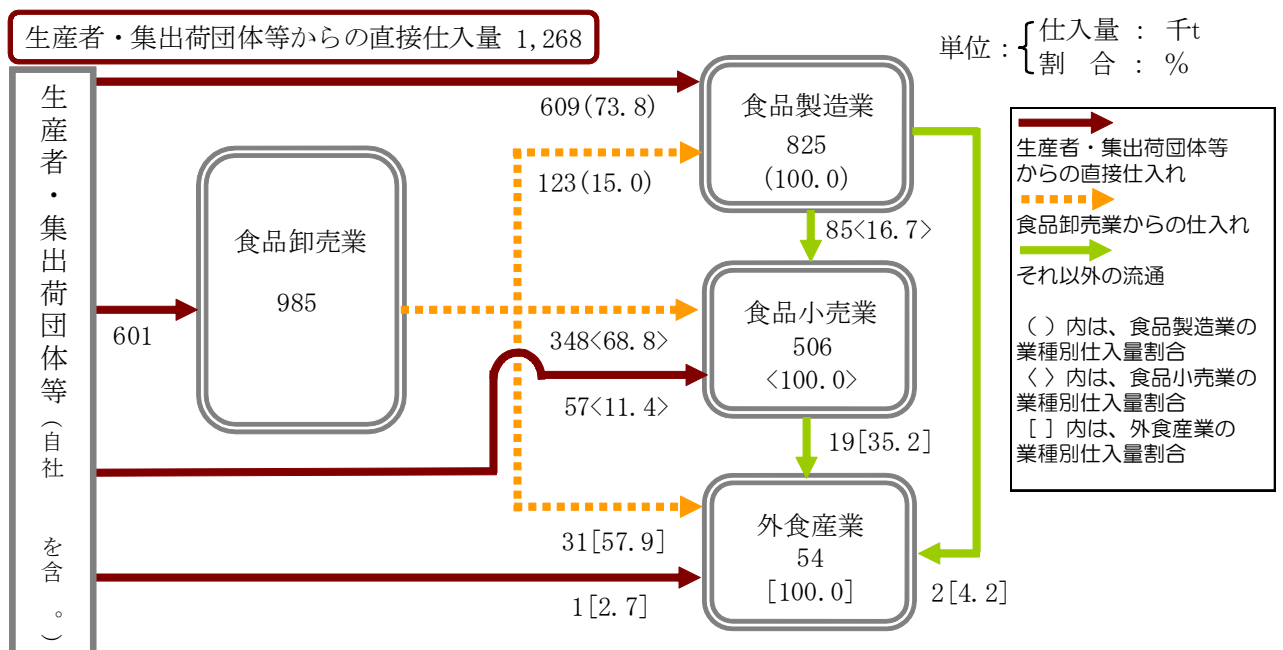 生産者・集出荷団体等からの直接仕入量 1,268
単位：
仕入量 ： 千t
割 合 ： %
生産者・集出荷団体等（自社 を含 。）
食品卸売業
985
601
609(73.8)
123(15.0)
348<68.8>
57<11.4>
31[57.9]
1[2.7]
食品製造業
825
(100.0)
85<16.7>
食品小売業
506
<100.0>
19[35.2]
外食産業
54
[100.0]
2[4.2]
生産者・集出荷団体等
からの直接仕入れ
食品卸売業からの仕入れ
それ以外の流通
（ ）内は、食品製造業の
業種別仕入量割合
〈 〉内は、食品小売業の
業種別仕入量割合
［ ］内は、外食産業の
業種別仕入量割合